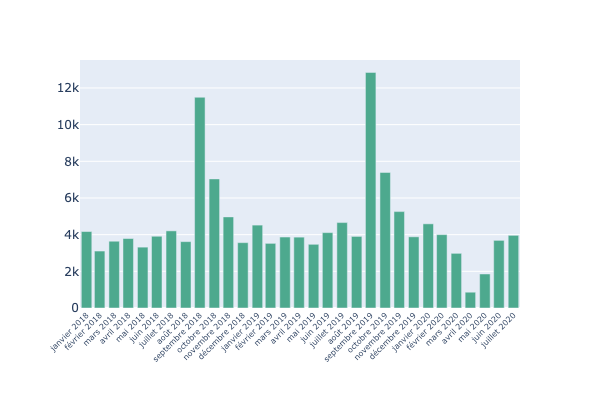 12k
10k
8k
6k
4k
2k
0
janvier 2018
février 2018
mars 2018
avril 2018
mai 2018
juin 2018
juillet 2018
août 2018
septembre 2018
octobre 2018
novembre 2018
décembre 2018
janvier 2019
février 2019
mars 2019
avril 2019
mai 2019
juin 2019
juillet 2019
août 2019
septembre 2019
octobre 2019
novembre 2019
décembre 2019
janvier 2020
février 2020
mars 2020
avril 2020
mai 2020
juin 2020
juillet 2020